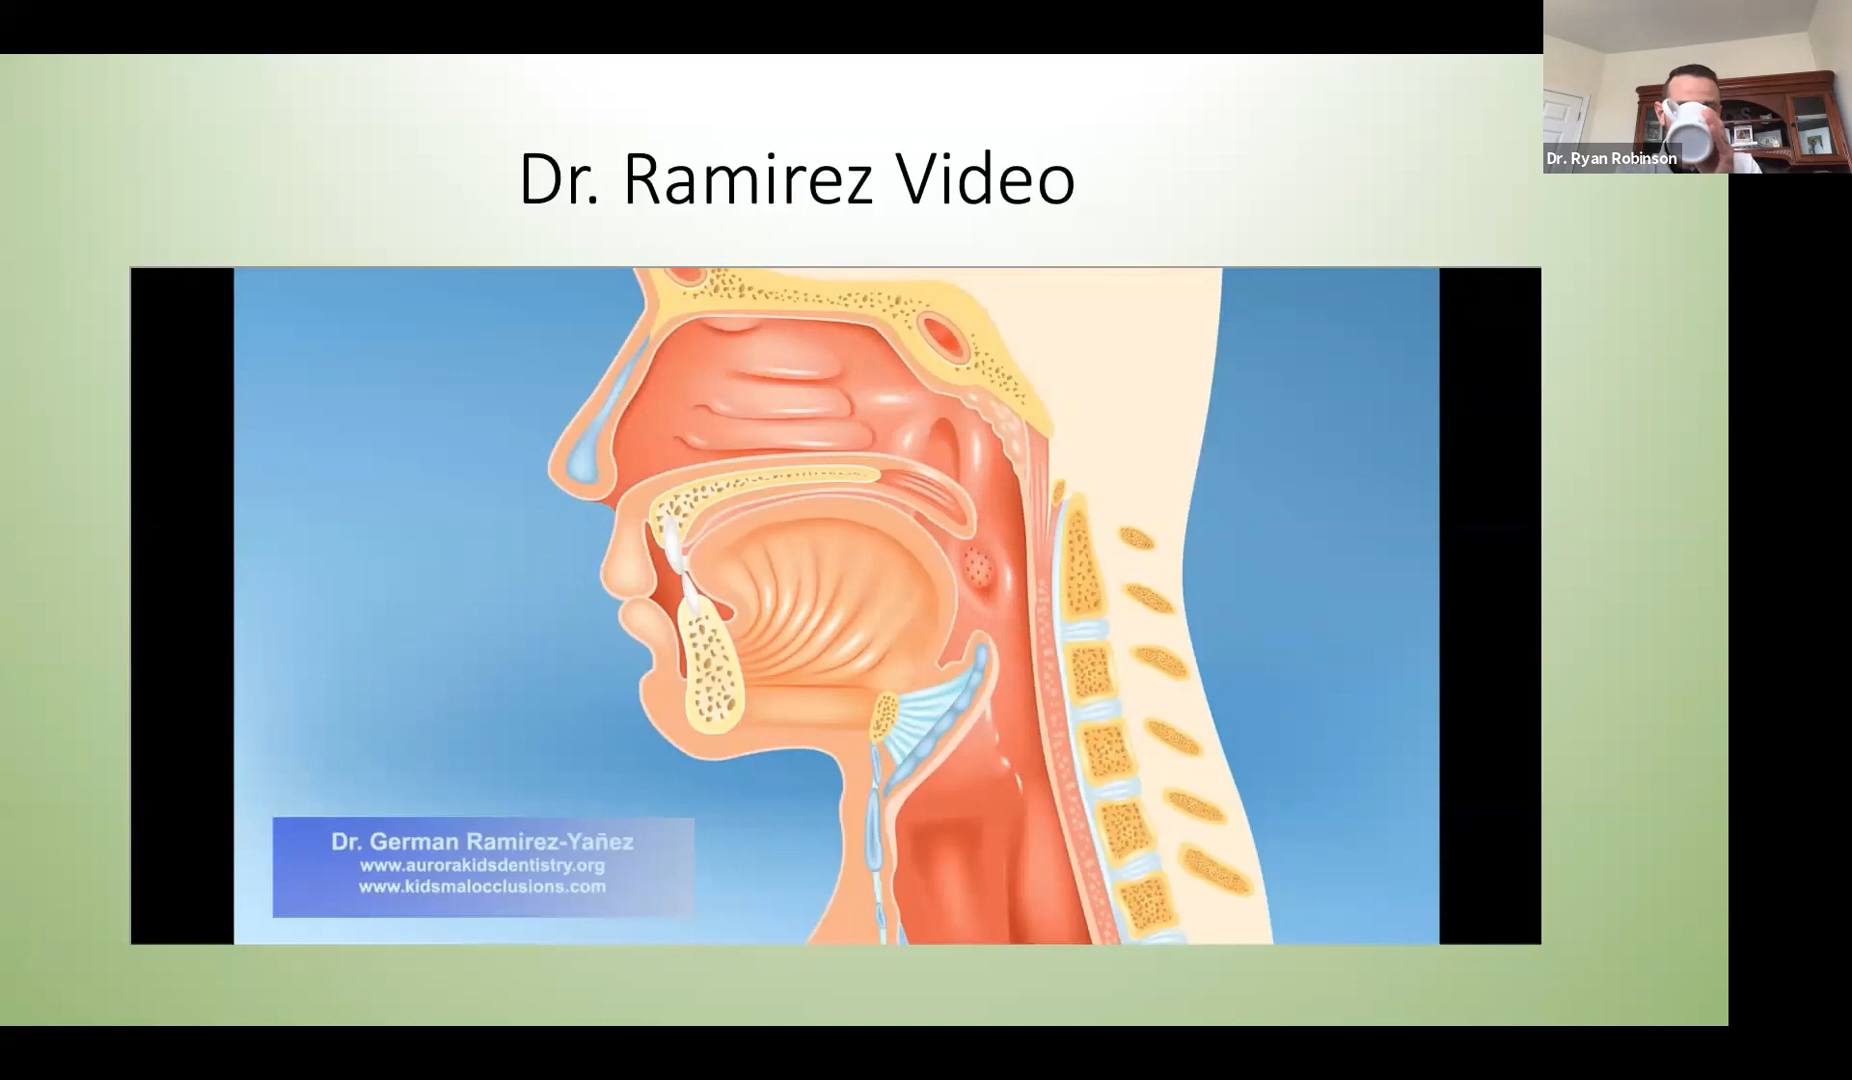 Dr. Ramirez Video
Dr. Ryan Robinson
Dr. German Ramirez-Yañez
www.aurorakidsdentistry.org
www.kidsmalocclusions.com